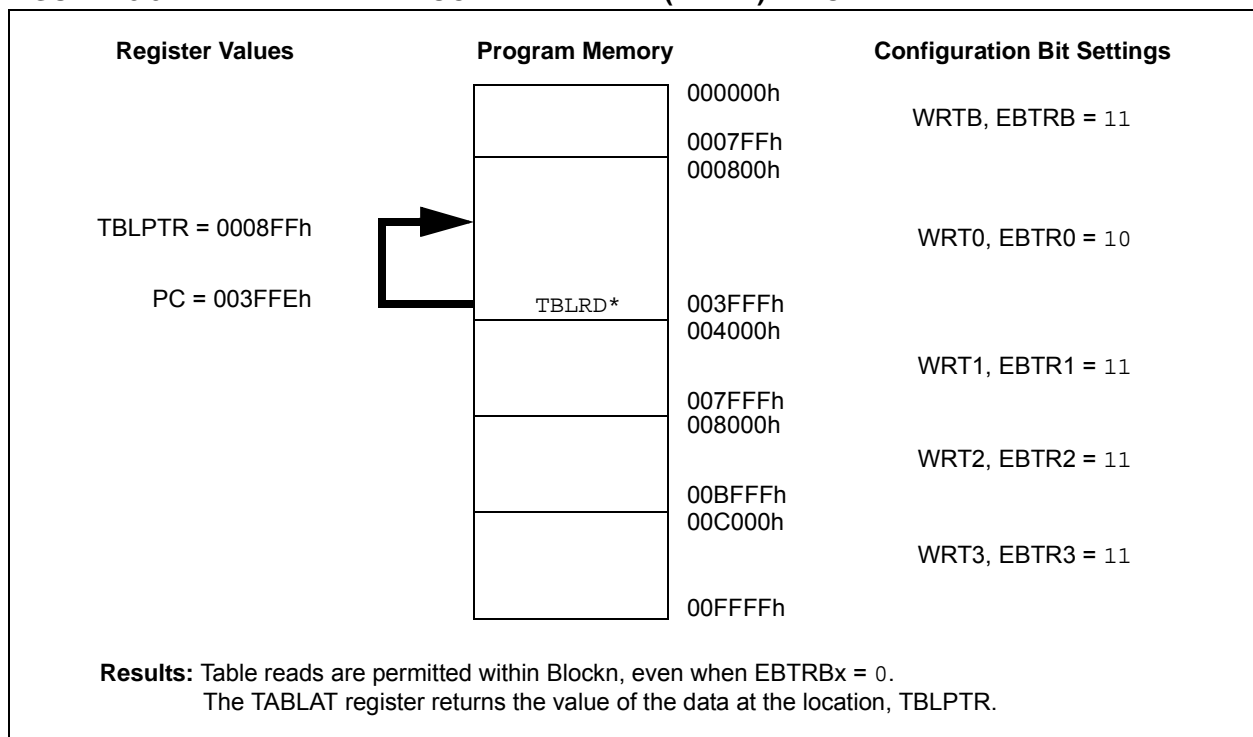 Register Values Program Memory Configuration Bit Settings
000000h
WRTB, EBTRB = 11
0007FFh
000800h
TBLPTR = 0008FFh
WRT0, EBTR0 = 10
PC = 003FFEh
TBLRD* 003FFFh
004000h
WRT1, EBTR1 = 11
007FFFh
008000h
WRT2, EBTR2 = 11
00BFFFh
00C000h
WRT3, EBTR3 = 11
00FFFFh
Results: Table reads are permitted within Blockn, even when EBTRBx = 0.
The TABLAT register returns the value of the data at the location, TBLPTR.